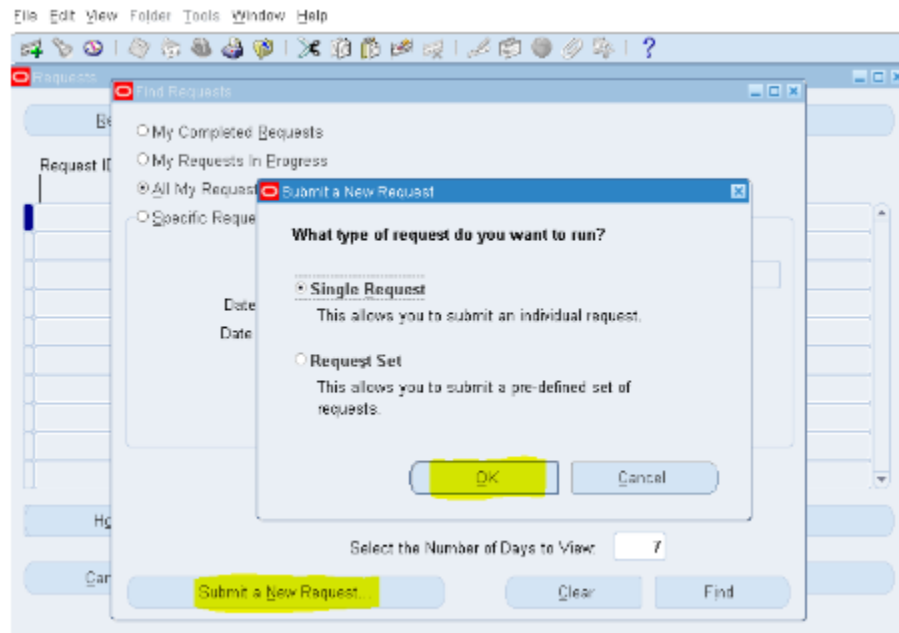 File Edit View Folder Tools Window Help
Requests
Find Requests
My Completed Requests
My Requests In Progress
Request ID
All My Request
Submit a New Request
Specific Reque
What type of request do you want to run?
Single Request
Date
This allows you to submit an individual request.
Date
Request Set
This allows you to submit a pre-defined set of
requests.
OK Cancel
Select the Number of Days to View: 7
Submit a New Request... Clear Find